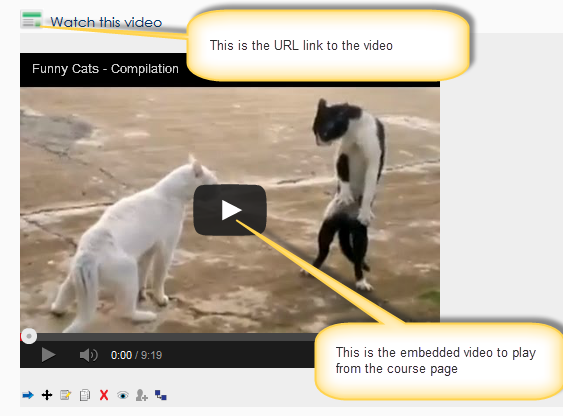 Watch this video
This is the URL link to the video
Funny Cats - Compilation
0:00 / 9:19
This is the embedded video to play
from the course page